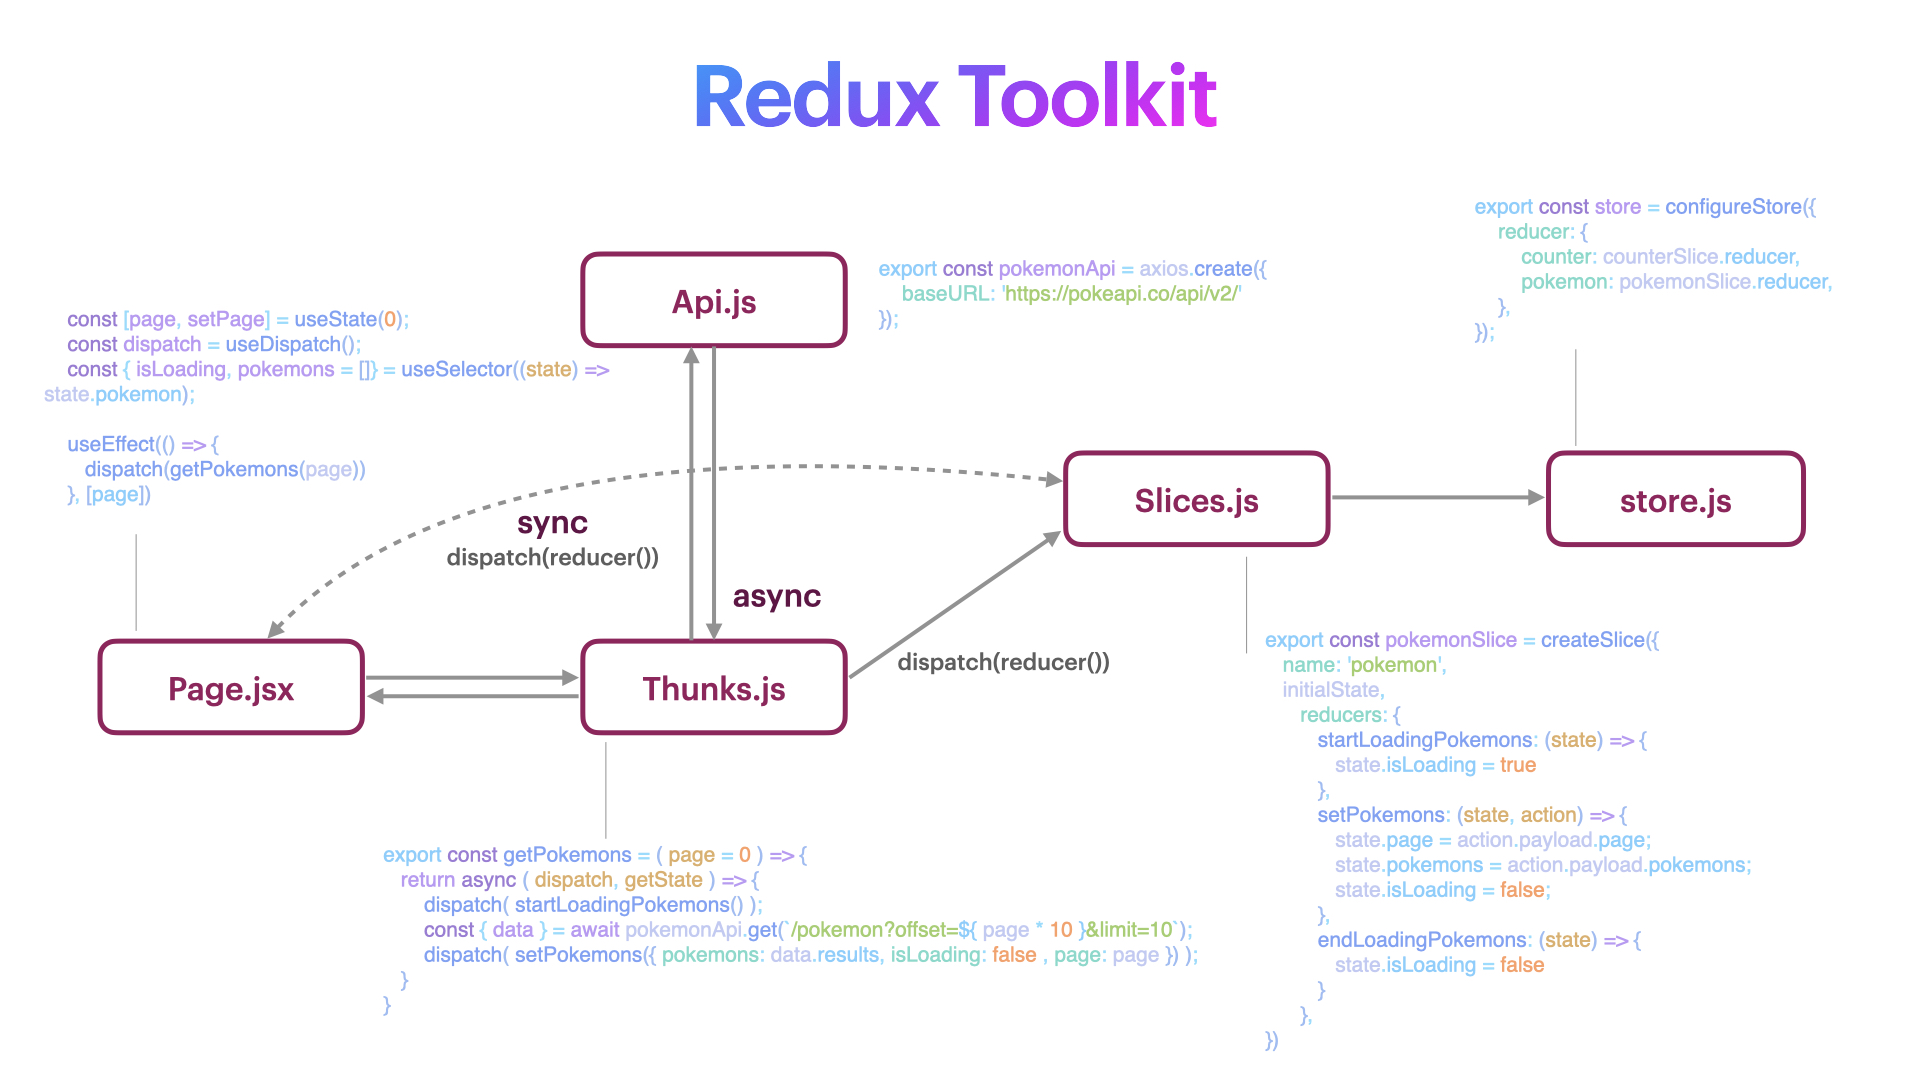 Redux Toolkit
export const store = configureStore({
reducer: {
counter: counterSlice.reducer,
pokemon: pokemonSlice.reducer,
},
});
Api.js
export const pokemonApi = axios.create({
baseURL: 'https://pokeapi.co/api/v2/'
});
const [page, setPage] = useState(0);
const dispatch = useDispatch();
const { isLoading, pokemons = []} = useSelector((state) =>
state.pokemon);
useEffect(() => {
dispatch(getPokemons(page))
}, [page])
sync
dispatch(reducer())
async
Slices.js
store.js
Page.jsx
Thunks.js
dispatch(reducer())
export const getPokemons = ( page = 0 ) => {
return async ( dispatch, getState ) => {
dispatch( startLoadingPokemons() );
const { data } = await pokemonApi.get(`/pokemon?offset=${ page * 10 }&limit=10`);
dispatch( setPokemons({ pokemons: data.results, isLoading: false , page: page }) );
}
}
export const pokemonSlice = createSlice({
name: 'pokemon',
initialState,
reducers: {
startLoadingPokemons: (state) => {
state.isLoading = true
},
setPokemons: (state, action) => {
state.page = action.payload.page;
state.pokemons = action.payload.pokemons;
state.isLoading = false;
},
endLoadingPokemons: (state) => {
state.isLoading = false
}
},
})